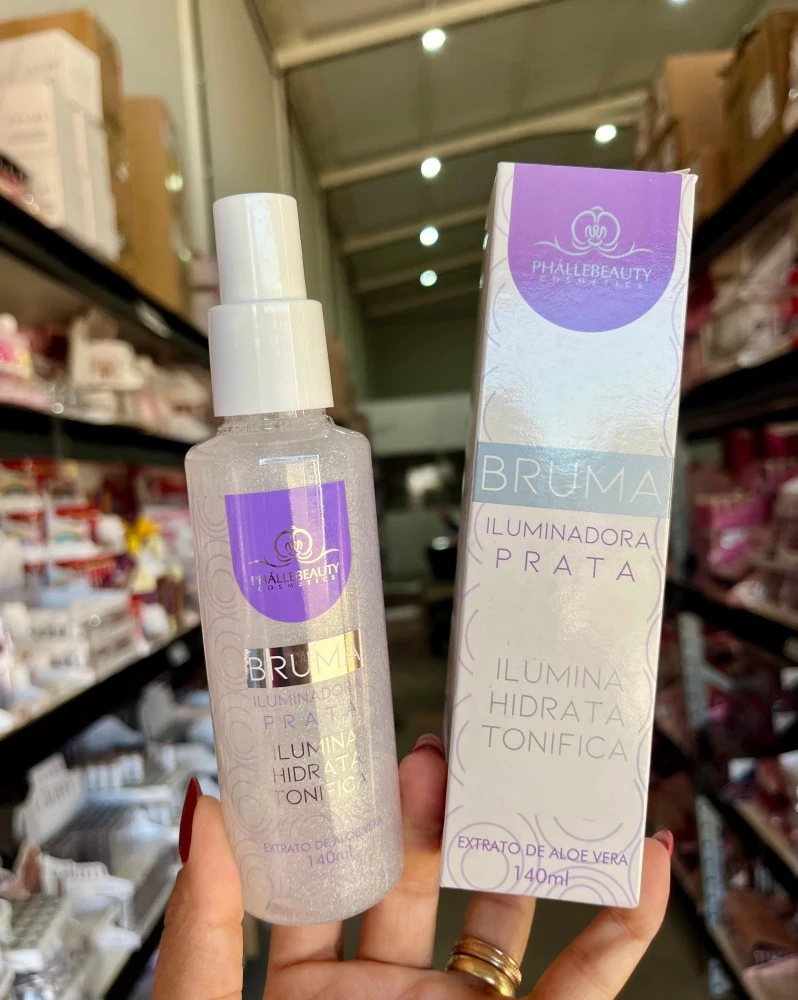 PHÁLLEBEAUTY
COSMETICS
BRUMA
ILUMINADORA
PRATA
ILUMINA
HIDRATA
TONIFICA
EXTRATO DE ALOE VERA
140ml
PHÁLLEBEAUTY
COSMETICS
BRUMA
ILUMINADORA
PRATA
ILUMINA
HIDRATA
TONIFICA
EXTRATO DE ALOE VERA
140ml